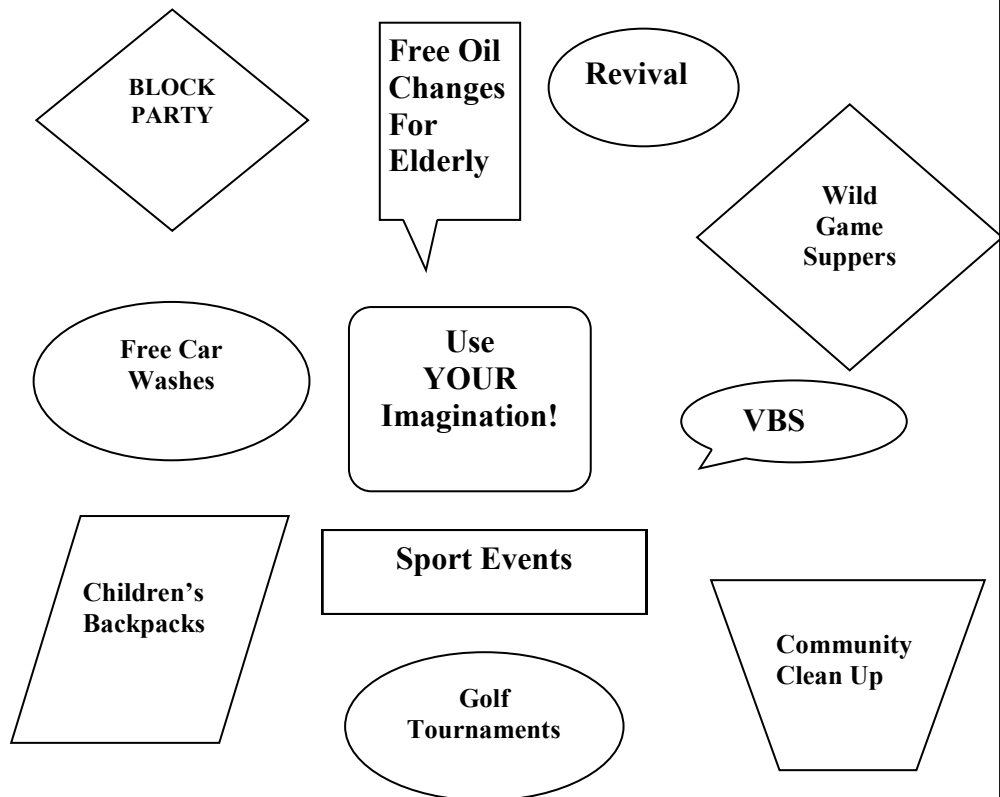 BLOCK
PARTY
Free Oil
Changes
For
Elderly
Revival
Wild
Game
Suppers
Free Car
Washes
Use
YOUR
Imagination!
VBS
Children’s
Backpacks
Sport Events
Community
Clean Up
Golf
Tournaments